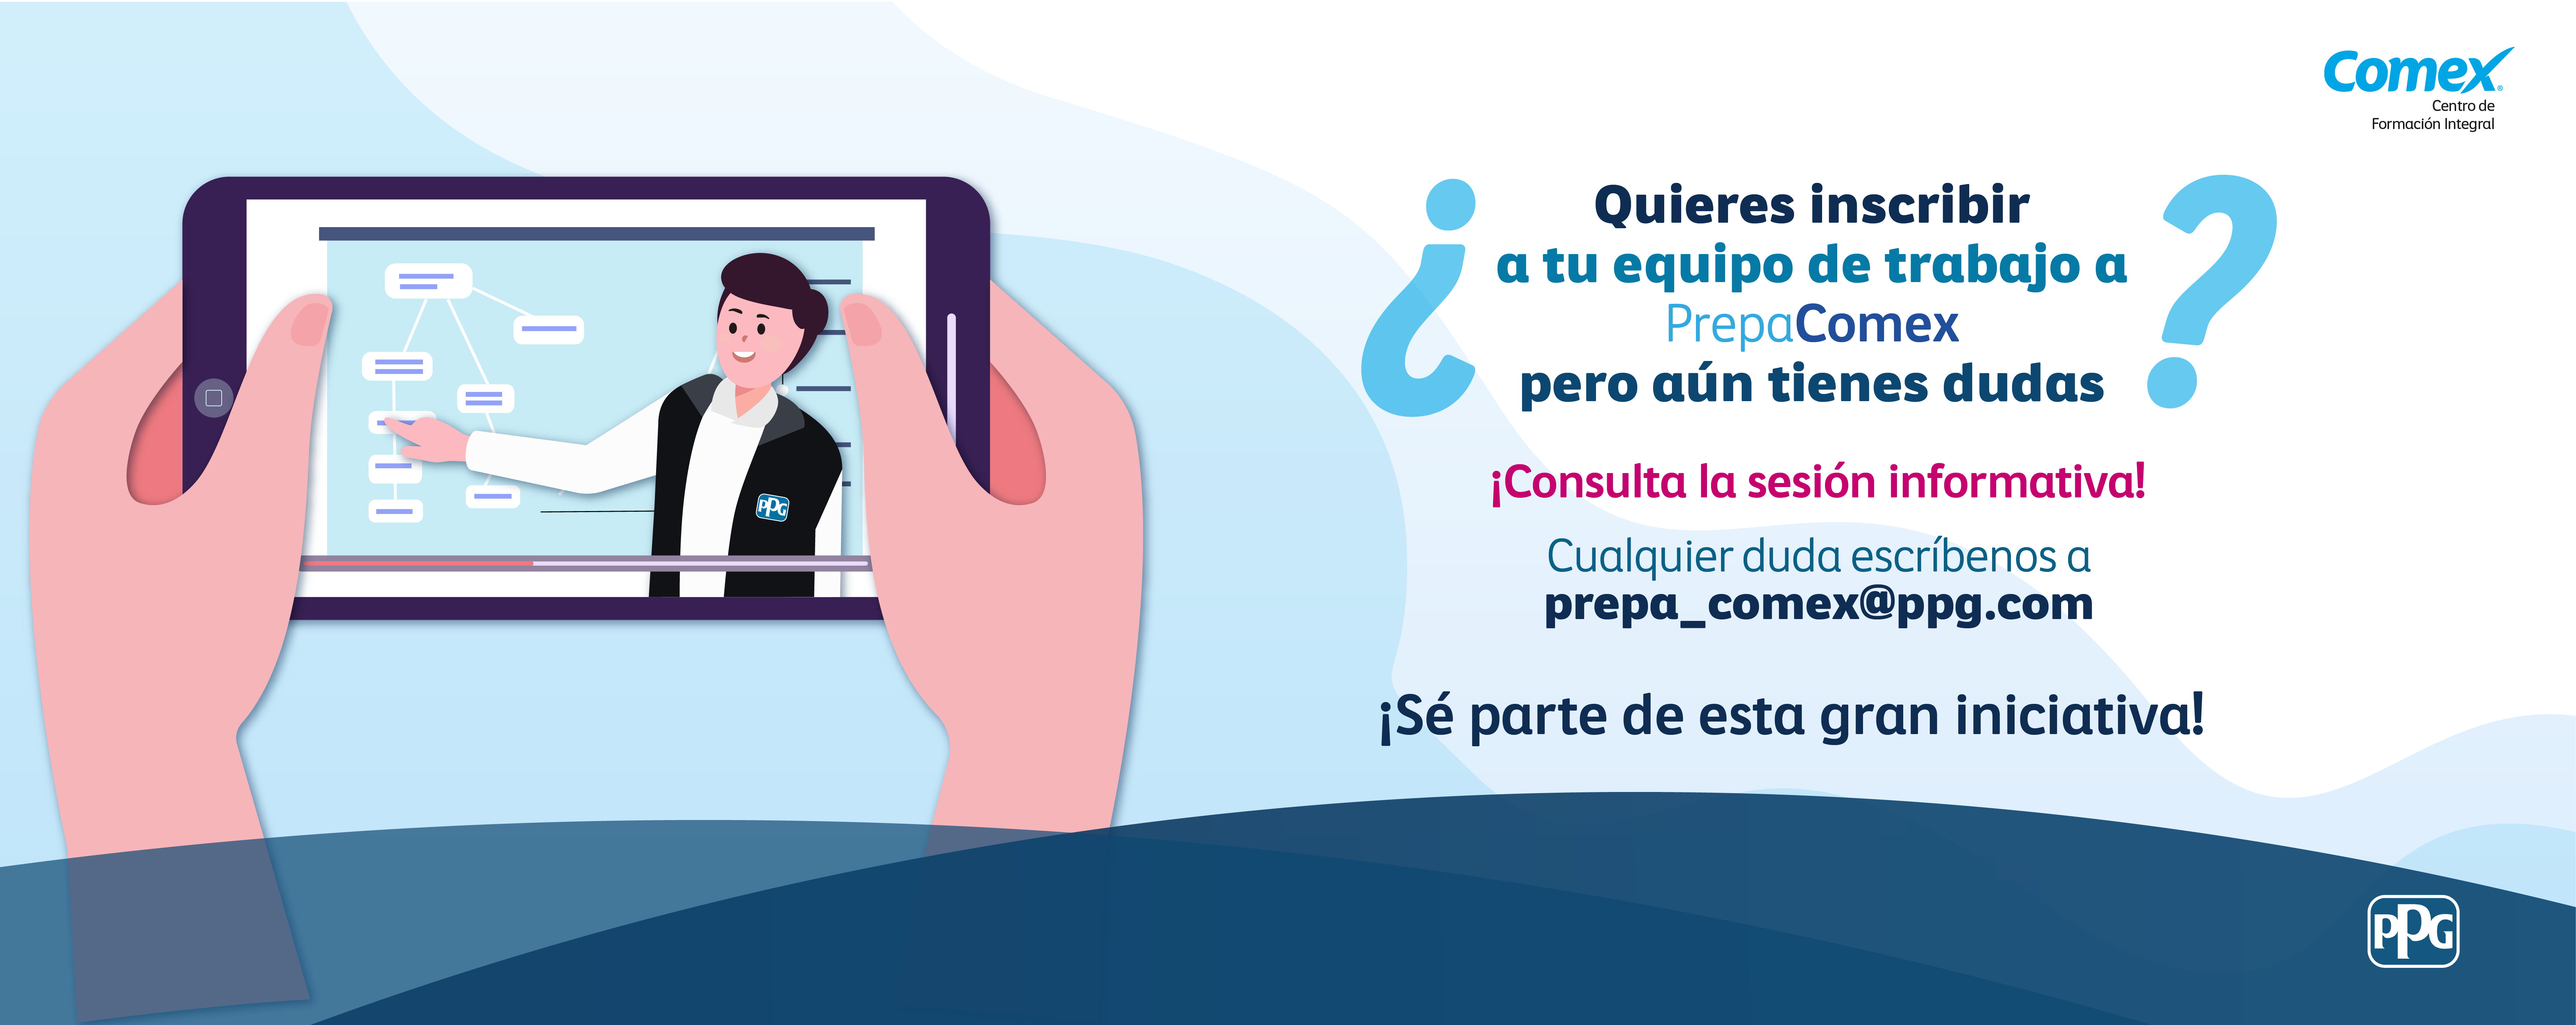 Comex®
Centro de
Formación Integral
¿Quieres inscribir
a tu equipo de trabajo a
PrepaComex
pero aún tienes dudas?
¡Consulta la sesión informativa!
Cualquier duda escríbenos a
prepa_comex@ppg.com
¡Sé parte de esta gran iniciativa!
PPG
PPG